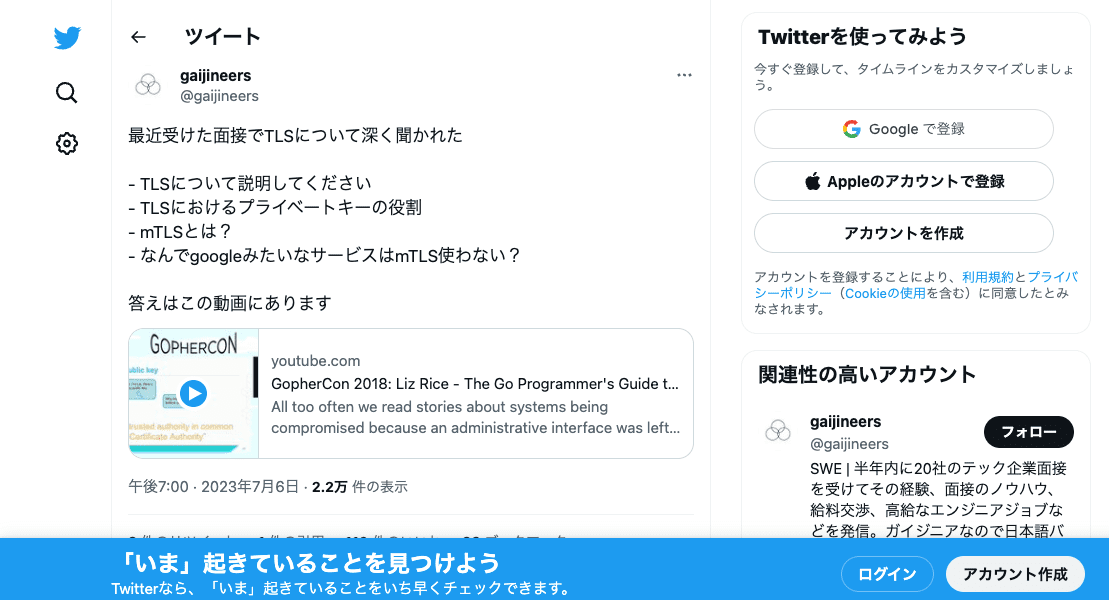 ツイート
gaijineers
@gaijineers
最近受けた面接でTLSについて深く聞かれた
- TLSについて説明してください
- TLSにおけるプライベートキーの役割
- mTLSとは？
- なんでgoogleみたいなサービスはmTLS使わない？
答えはこの動画にあります
GOPHERCON
trusted authority in common
"Certificate Authority"
youtube.com
GopherCon 2018: Liz Rice - The Go Programmer's Guide t...
All too often we read stories about systems being
compromised because an administrative interface was left...
午後7:00 · 2023年7月6日 · 2.2万 件の表示
Twitterを使ってみよう
今すぐ登録して、タイムラインをカスタマイズしましょ
う。
Google で登録
Appleのアカウントで登録
アカウントを作成
アカウントを登録することにより、利用規約とプライバ
シーポリシー（Cookieの使用を含む）に同意したとみ
なされます。
関連性の高いアカウント
gaijineers
@gaijineers
フォロー
SWE | 半年内に20社のテック企業面接
を受けてその経験、面接のノウハウ、
給料交渉、高給なエンジニアジョブな
どを発信。ガイジニアなので日本語バ
「いま」起きていることを見つけよう
Twitterなら、「いま」起きていることをいち早くチェックできます。
ログイン
アカウント作成